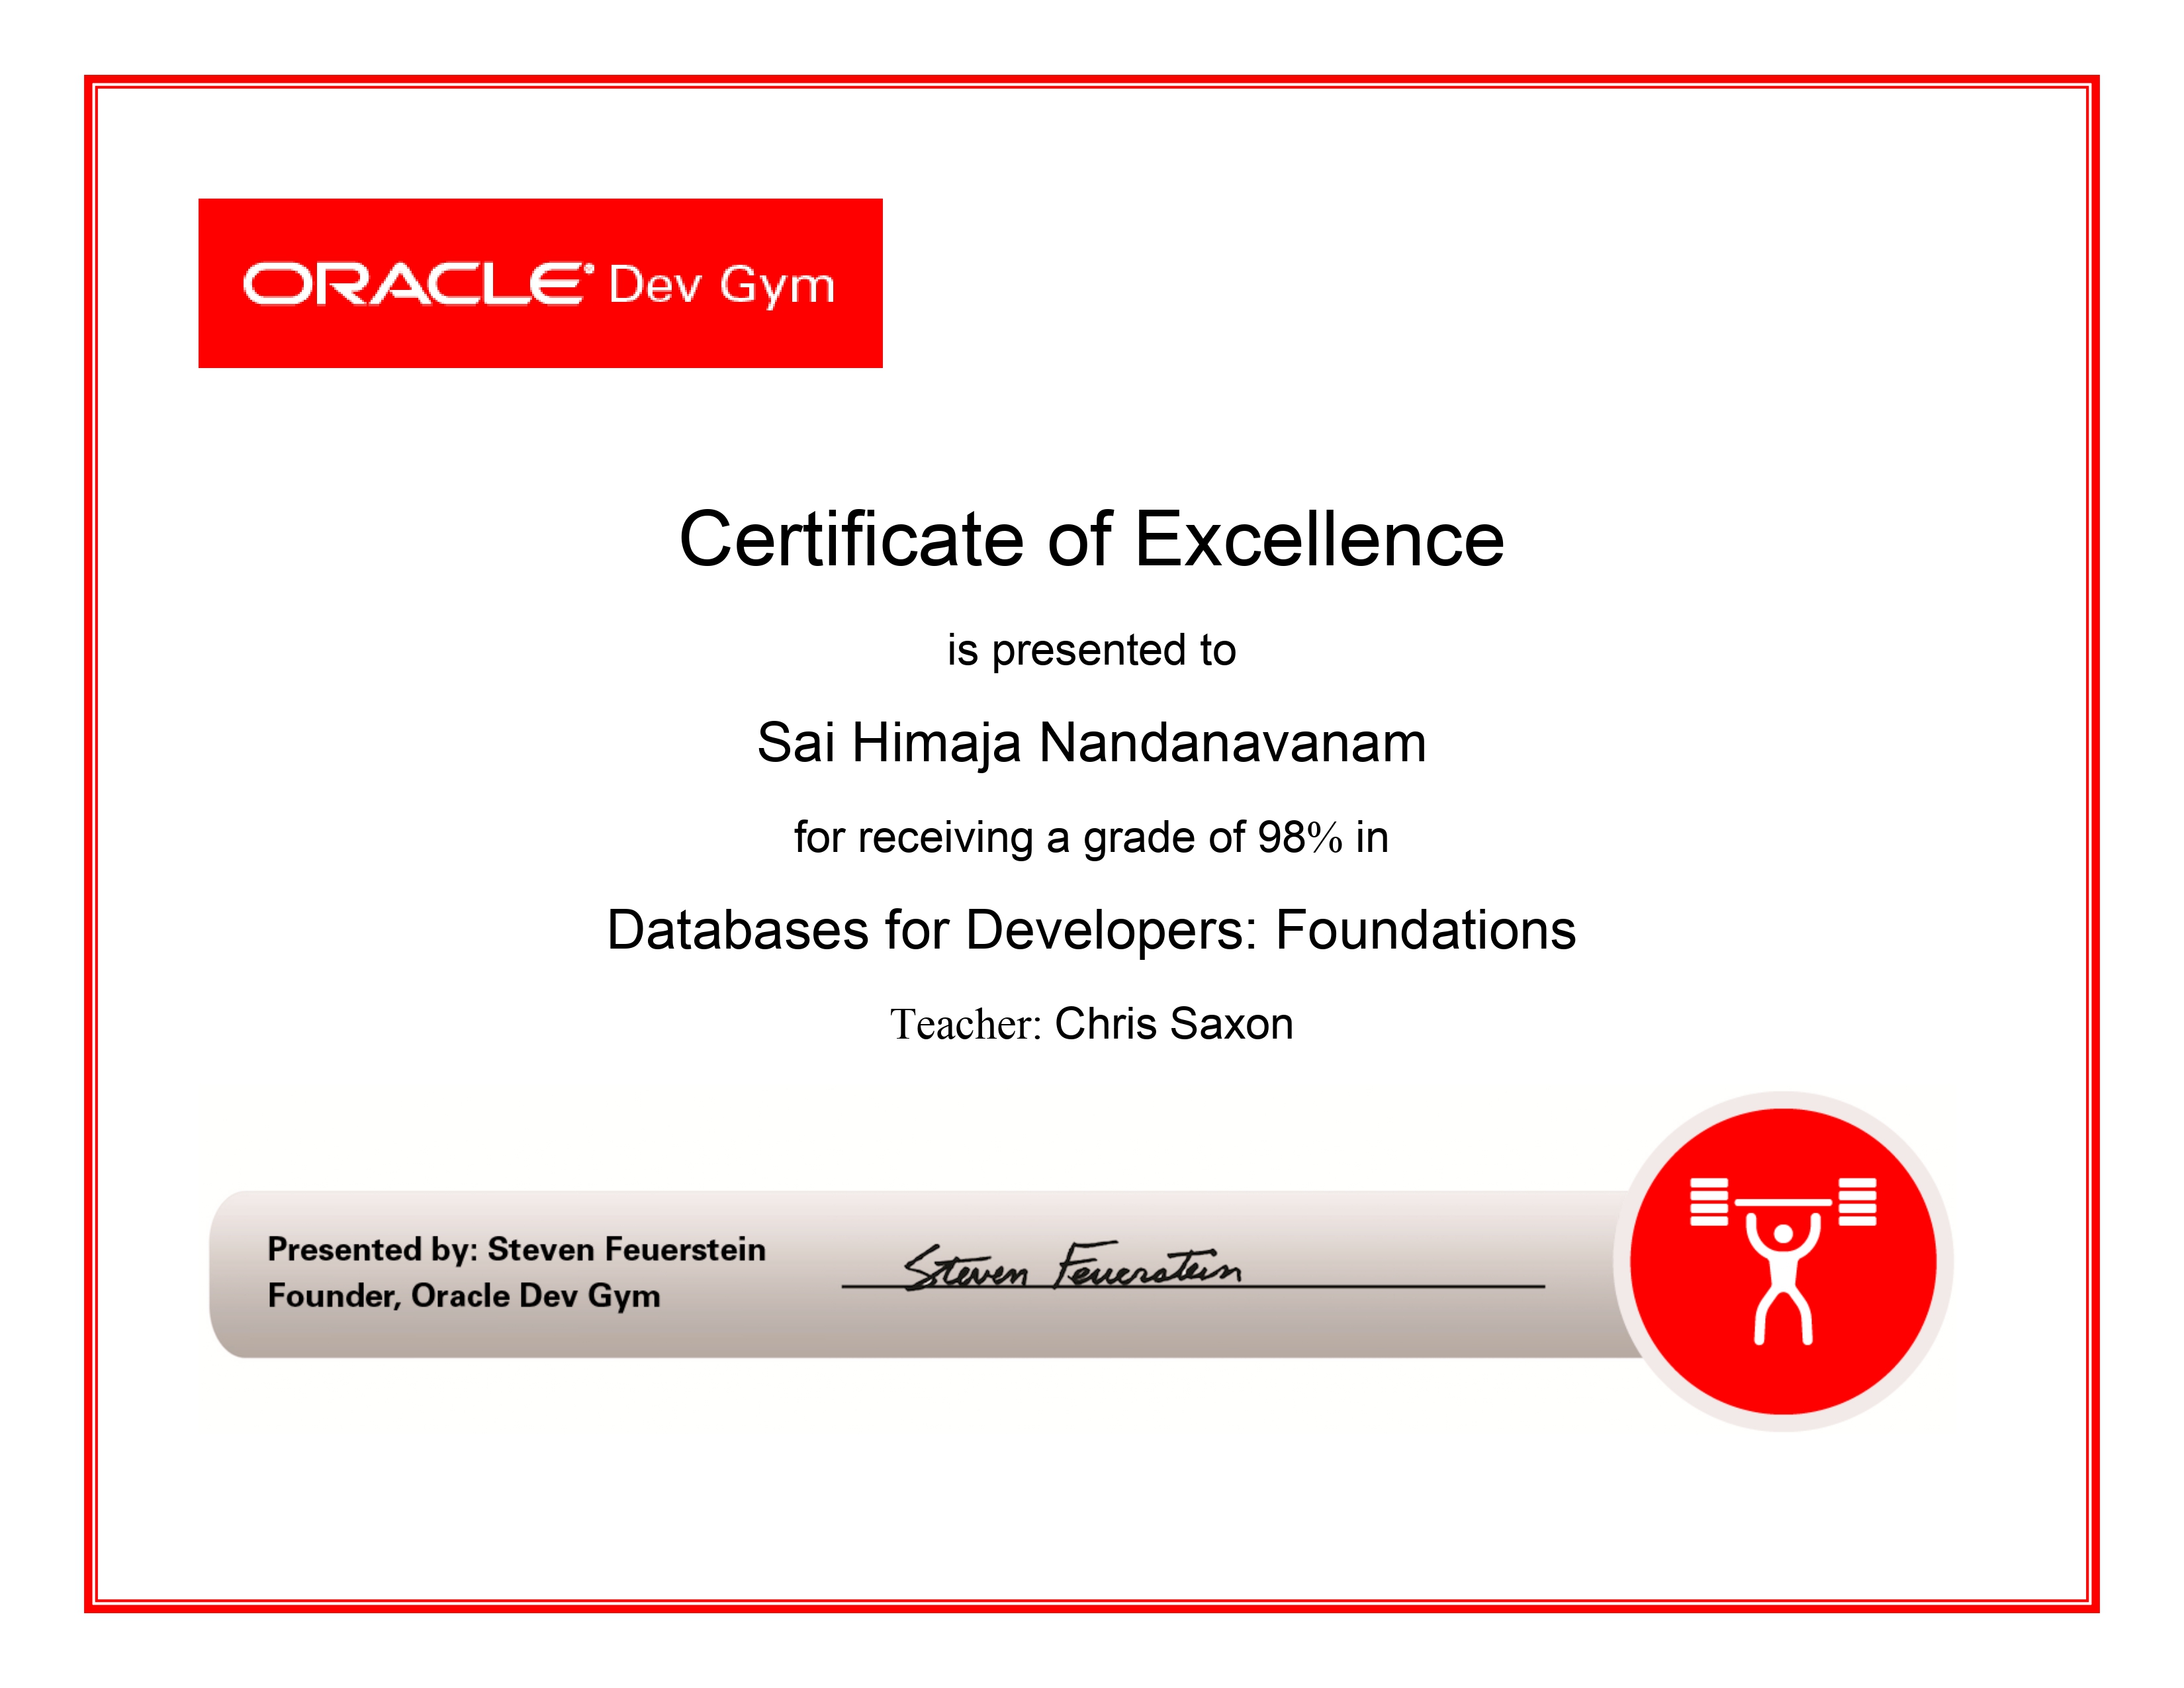 ORACLE® Dev Gym
Certificate of Excellence
is presented to
Sai Himaja Nandanavanam
for receiving a grade of 98% in
Databases for Developers: Foundations
Teacher: Chris Saxon
Presented by: Steven Feuerstein
Founder, Oracle Dev Gym
Steven Feuerstein